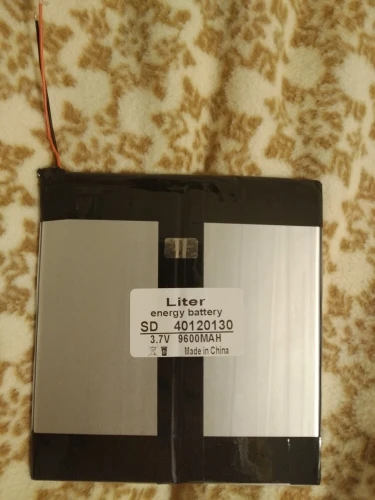 Liter
energy battery
SD 40120130
3.7V 9600MAH
Made in China